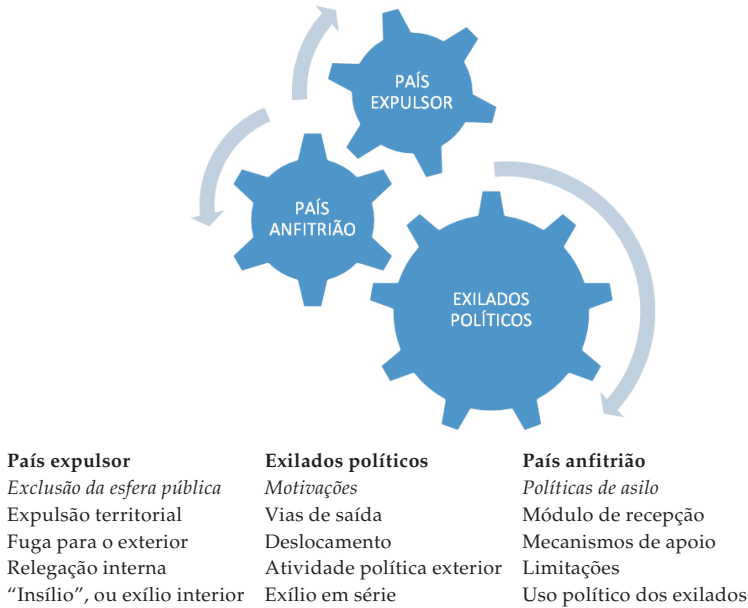 PAÍS
EXPULSOR
PAÍS
ANFITRIÃO
EXILADOS
POLÍTICOS
País expulsor
Exclusão da esfera pública
Expulsão territorial
Fuga para o exterior
Relegação interna
“Insílio”, ou exílio interior
Exilados políticos
Motivações
Vias de saída
Deslocamento
Atividade política exterior
Exílio em série
País anfitrião
Políticas de asilo
Módulo de recepção
Mecanismos de apoio
Limitações
Uso político dos exilados